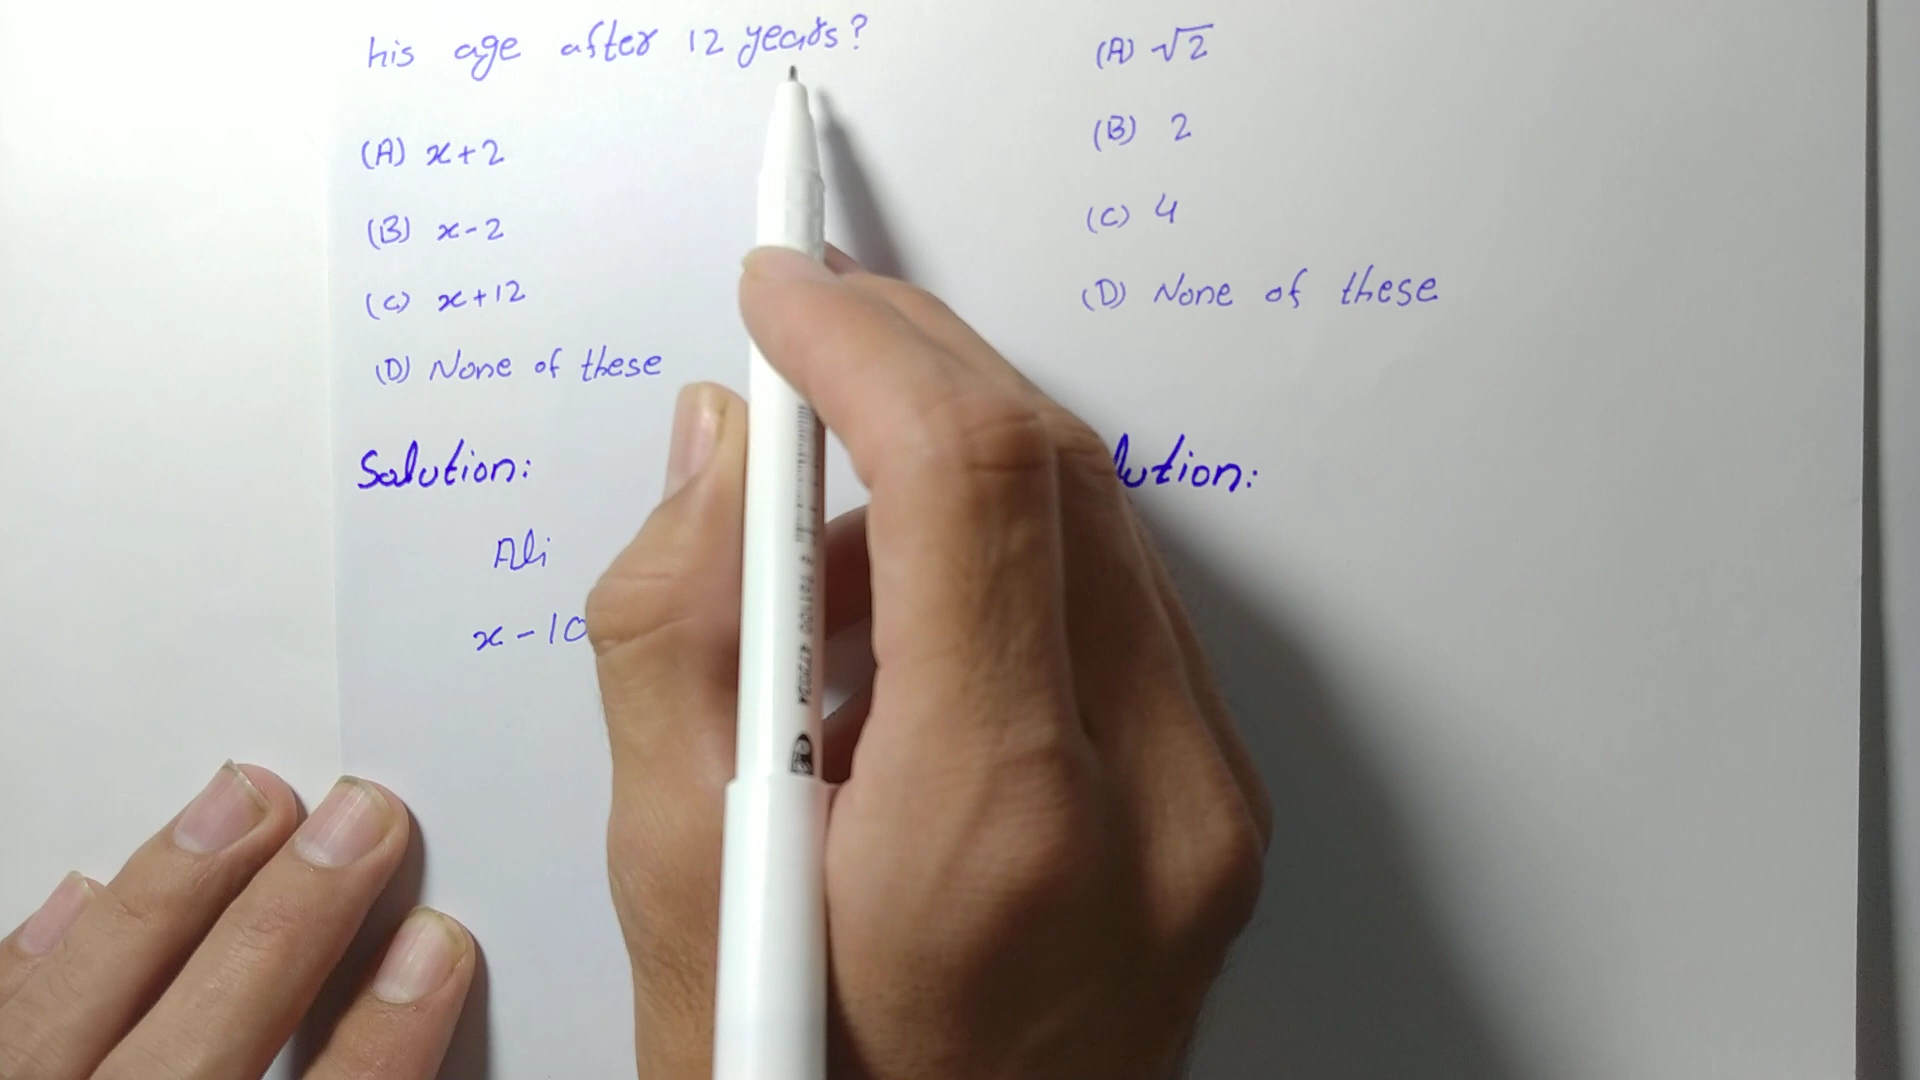 his age after 12 years?
(A) x+2
(B) x-2
(C) x+12
(D) None of these
Solution:
Ali
x-10
(A) √2
(B) 2
(C) 4
(D) None of these
lution: